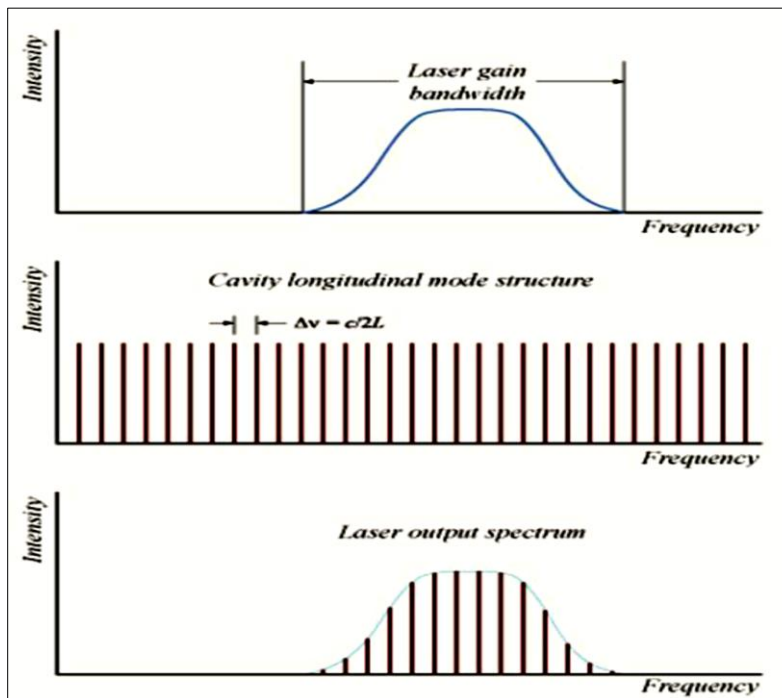 Intensity
Laser gain
bandwidth
Frequency
Intensity
Cavity longitudinal mode structure
Δν = c/2L
Frequency
Intensity
Laser output spectrum
Frequency